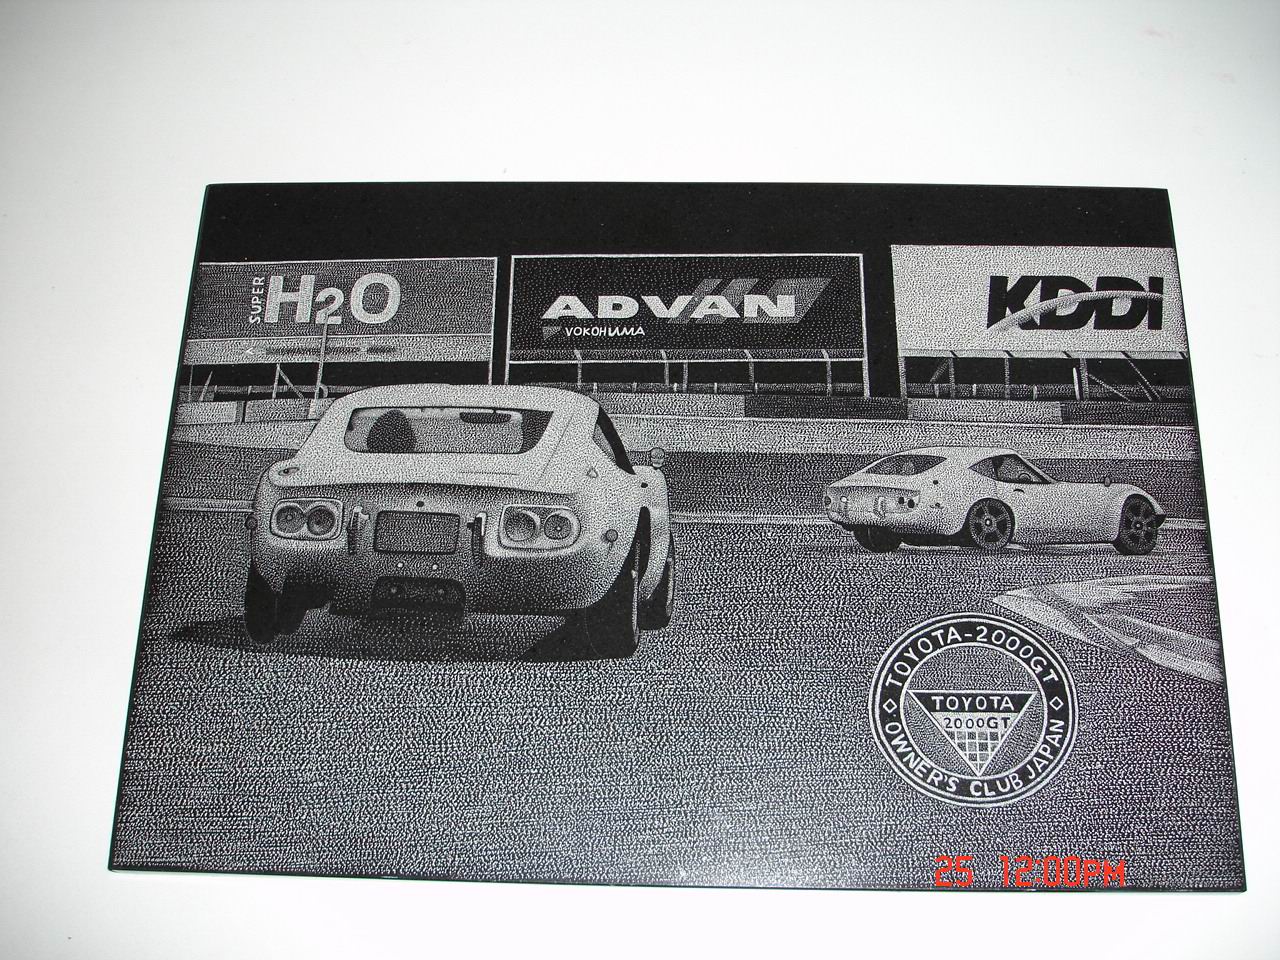 SUPER
H2O
ADVAN
YOKOHAMA
KDDI
TOYOTA-2000GT
TOYOTA
2000GT
OWNER'S CLUB JAPAN
25 12:00PM